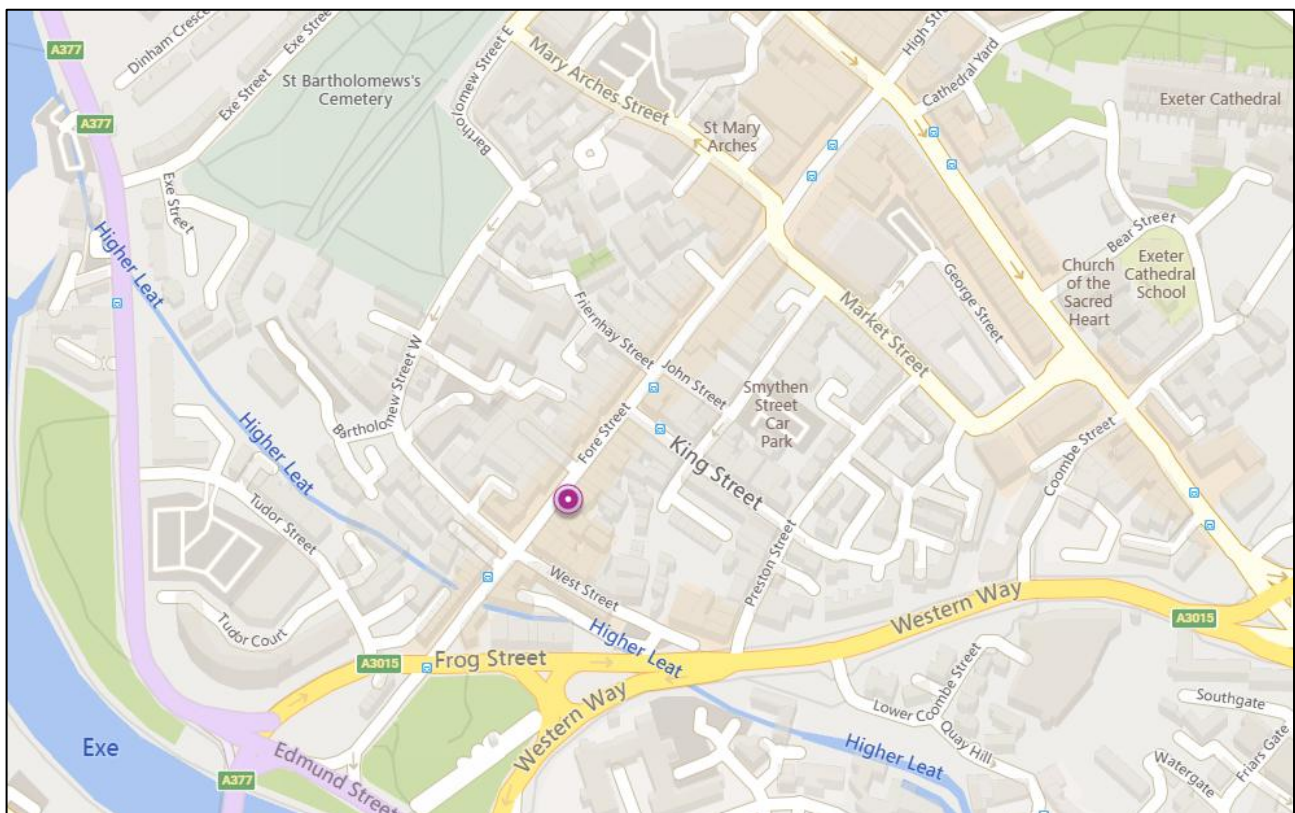 A377
Dinham Cresc
Exe Street
Exe Street
St Bartholomews's
Cemetery
Bartholomew Street E
Mary Arches Street
High Stre
Cathedral Yard
Exeter Cathedral
A377
St Mary
Arches
Exe Street
Higher Leat
Bear Street
Church
of the
Sacred
Heart
Exeter
Cathedral
School
George Street
Market Street
Friernhay Street
John Street
Smythen
Street
Car
Park
Bartholomew Street W
Fore Street
King Street
Higher Leat
Coombe Street
Tudor Street
Preston Street
West Street
Western Way
A3015
Tudor Court
Higher Leat
A3015
Frog Street
Lower Coombe Street
Southgate
Western Way
Quay Hill
Higher Leat
Friars Gate
Watergate
Exe
Edmund Street
A377